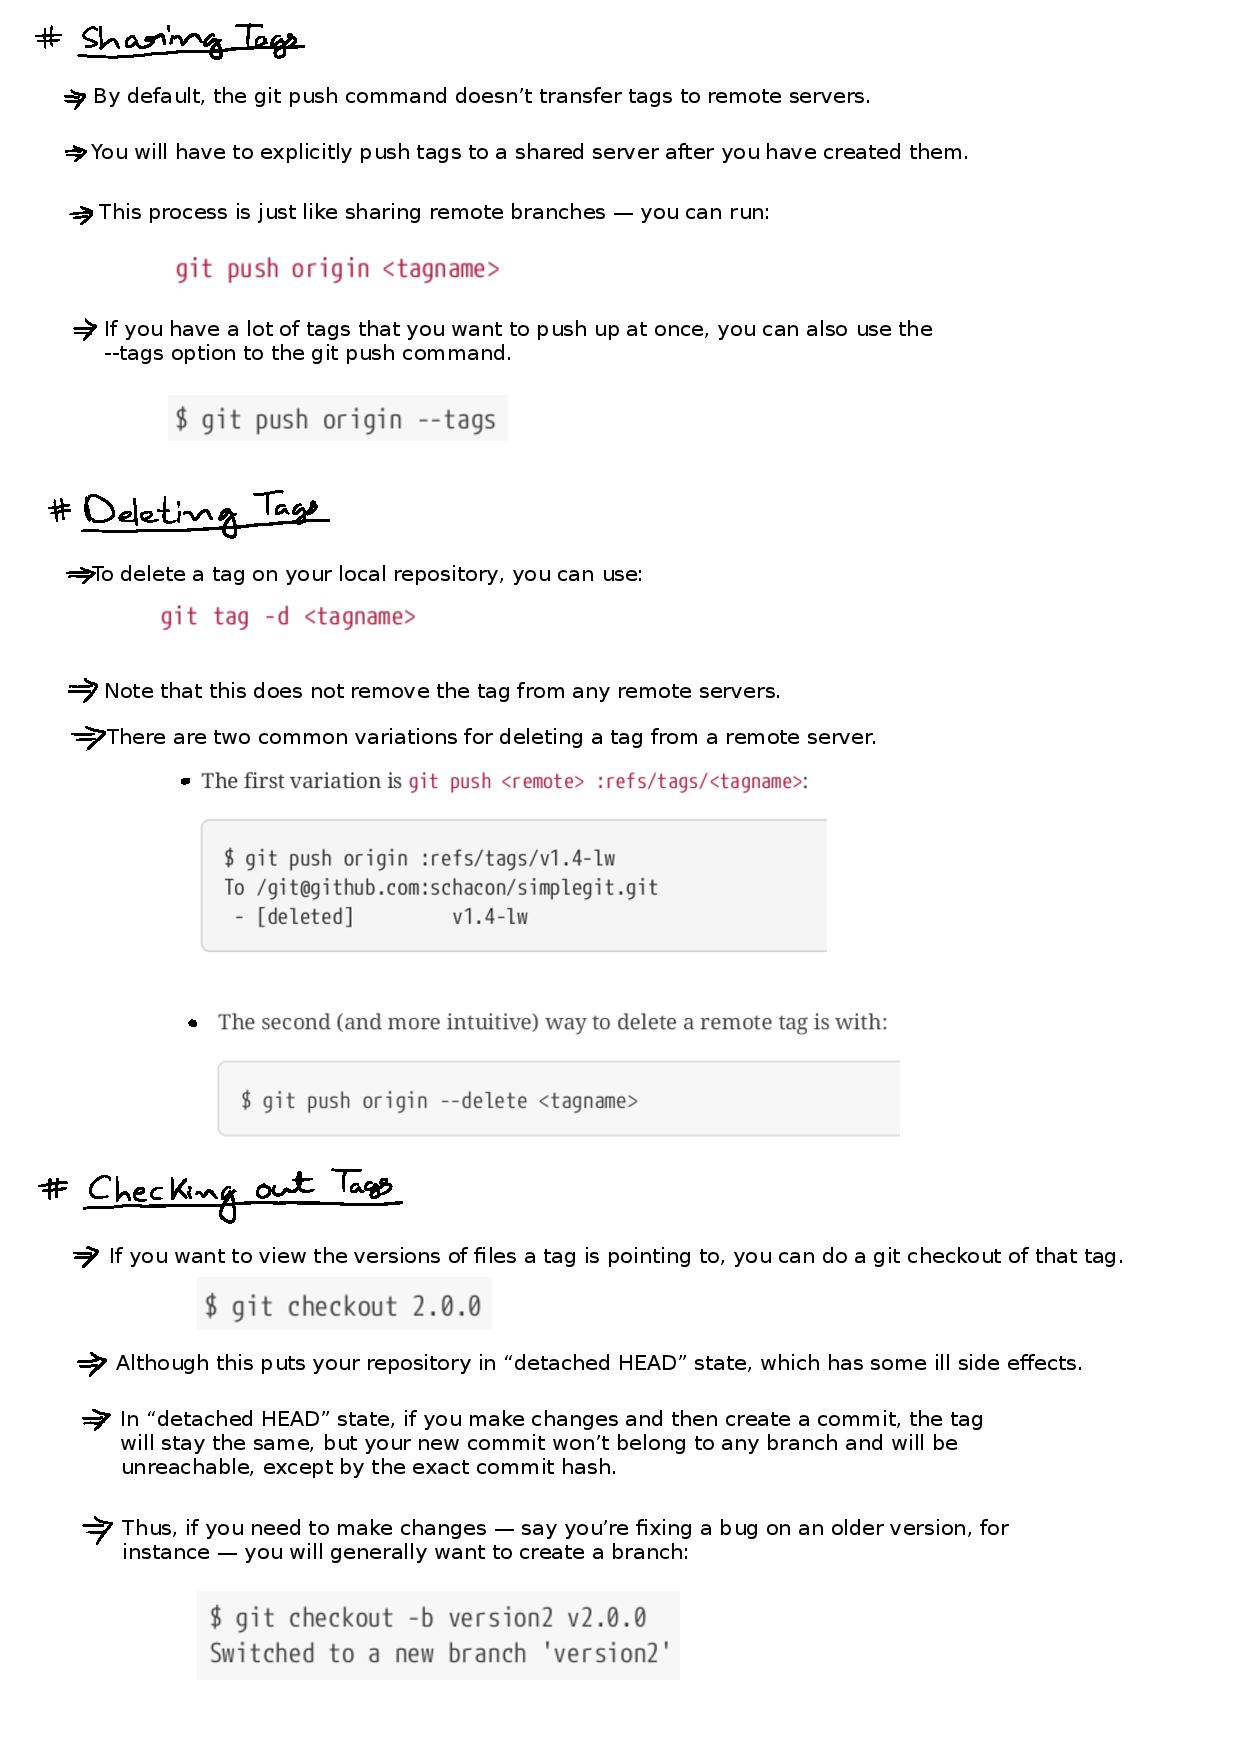 # Sharing Tags
⇒ By default, the git push command doesn’t transfer tags to remote servers.
⇒ You will have to explicitly push tags to a shared server after you have created them.
⇒ This process is just like sharing remote branches — you can run:
git push origin <tagname>
⇒ If you have a lot of tags that you want to push up at once, you can also use the
--tags option to the git push command.
$ git push origin --tags
# Deleting Tags
⇒ To delete a tag on your local repository, you can use:
git tag -d <tagname>
⇒ Note that this does not remove the tag from any remote servers.
⇒ There are two common variations for deleting a tag from a remote server.
• The first variation is git push <remote> :refs/tags/<tagname>:
$ git push origin :refs/tags/v1.4-lw
To /git@github.com:schacon/simplegit.git
- [deleted] v1.4-lw
• The second (and more intuitive) way to delete a remote tag is with:
$ git push origin --delete <tagname>
# Checking out Tags
⇒ If you want to view the versions of files a tag is pointing to, you can do a git checkout of that tag.
$ git checkout 2.0.0
⇒ Although this puts your repository in “detached HEAD” state, which has some ill side effects.
⇒ In “detached HEAD” state, if you make changes and then create a commit, the tag
will stay the same, but your new commit won’t belong to any branch and will be
unreachable, except by the exact commit hash.
⇒ Thus, if you need to make changes — say you’re fixing a bug on an older version, for
instance — you will generally want to create a branch:
$ git checkout -b version2 v2.0.0
Switched to a new branch 'version2'